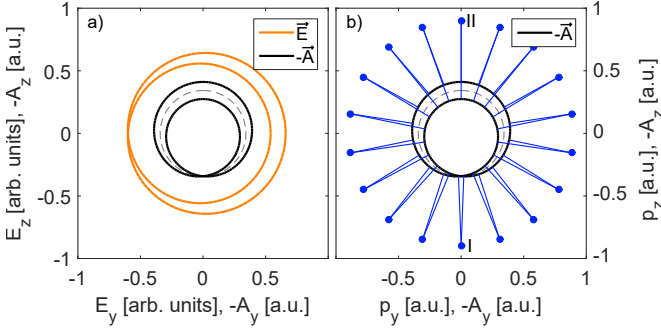 a)
E⃗
-A⃗
E_z [arb. units], -A_z [a.u.]
1
0.5
0
-0.5
-1
-1
-0.5
0
0.5
E_y [arb. units], -A_y [a.u.]
b)
II
-A⃗
I
1
0.5
0
-0.5
-1
-0.5
0
0.5
1
p_z [a.u.], -A_z [a.u.]
p_y [a.u.], -A_y [a.u.]